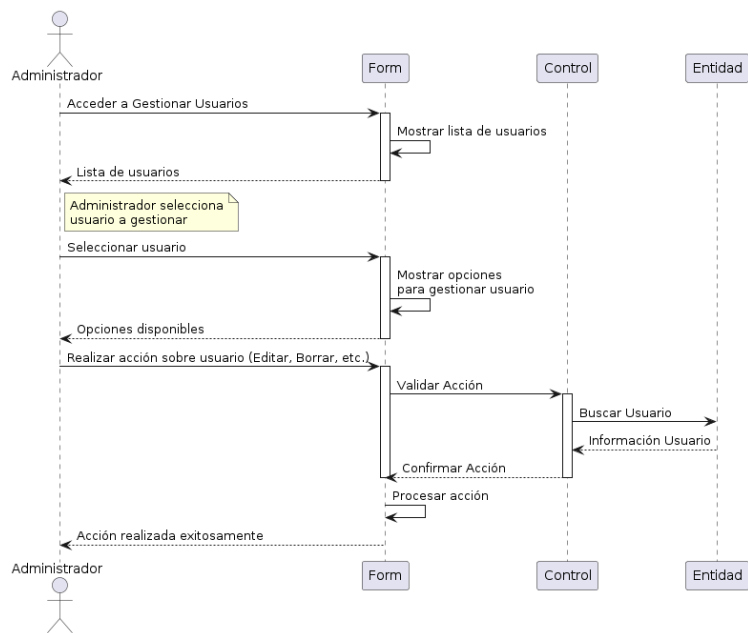 Administrador
Form
Control
Entidad
Acceder a Gestionar Usuarios
Mostrar lista de usuarios
Lista de usuarios
Administrador selecciona
usuario a gestionar
Seleccionar usuario
Mostrar opciones
para gestionar usuario
Opciones disponibles
Realizar acción sobre usuario (Editar, Borrar, etc.)
Validar Acción
Buscar Usuario
Información Usuario
Confirmar Acción
Procesar acción
Acción realizada exitosamente
Administrador
Form
Control
Entidad